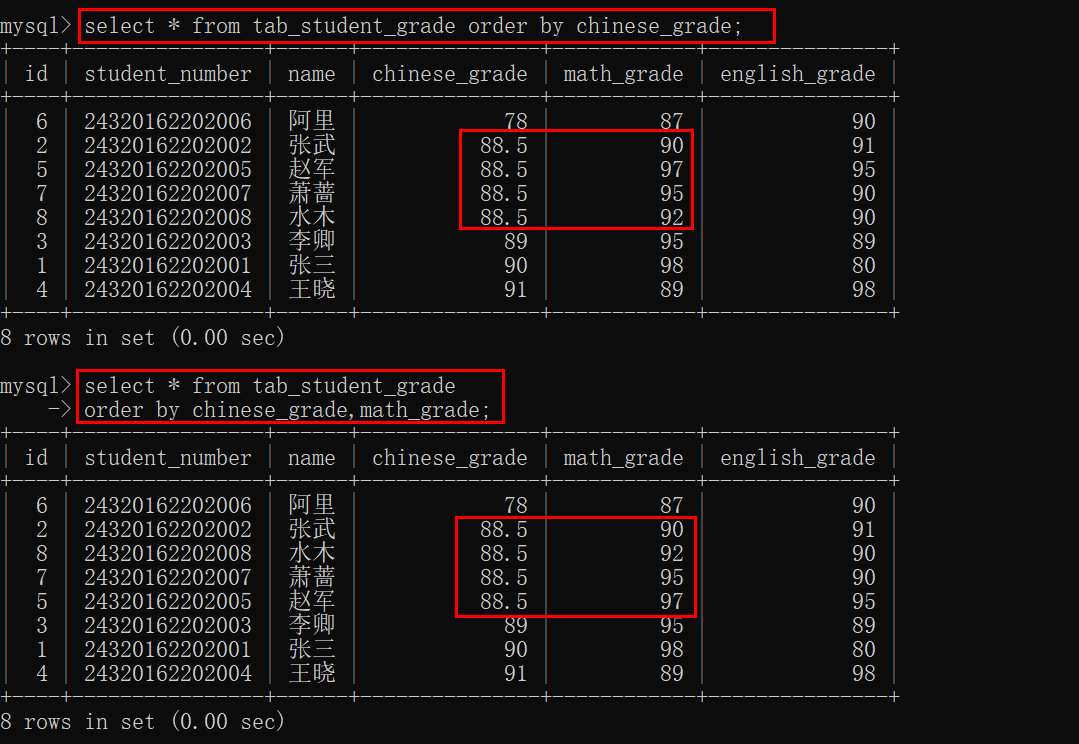 mysql> select * from tab_student_grade order by chinese_grade;
+----+----------------+------+---------------+------------+---------------+
| id | student_number | name | chinese_grade | math_grade | english_grade |
+----+----------------+------+---------------+------------+---------------+
| 6 | 24320162202006 | 阿里 | 78 | 87 | 90 |
| 2 | 24320162202002 | 张武 | 88.5 | 90 | 91 |
| 5 | 24320162202005 | 赵军 | 88.5 | 97 | 95 |
| 7 | 24320162202007 | 萧蔷 | 88.5 | 95 | 90 |
| 8 | 24320162202008 | 水木 | 88.5 | 92 | 90 |
| 3 | 24320162202003 | 李卿 | 89 | 95 | 89 |
| 1 | 24320162202001 | 张三 | 90 | 98 | 80 |
| 4 | 24320162202004 | 王晓 | 91 | 89 | 98 |
+----+----------------+------+---------------+------------+---------------+
8 rows in set (0.00 sec)
mysql> select * from tab_student_grade
-> order by chinese_grade,math_grade;
+----+----------------+------+---------------+------------+---------------+
| id | student_number | name | chinese_grade | math_grade | english_grade |
+----+----------------+------+---------------+------------+---------------+
| 6 | 24320162202006 | 阿里 | 78 | 87 | 90 |
| 2 | 24320162202002 | 张武 | 88.5 | 90 | 91 |
| 8 | 24320162202008 | 水木 | 88.5 | 92 | 90 |
| 7 | 24320162202007 | 萧蔷 | 88.5 | 95 | 90 |
| 5 | 24320162202005 | 赵军 | 88.5 | 97 | 95 |
| 3 | 24320162202003 | 李卿 | 89 | 95 | 89 |
| 1 | 24320162202001 | 张三 | 90 | 98 | 80 |
| 4 | 24320162202004 | 王晓 | 91 | 89 | 98 |
+----+----------------+------+---------------+------------+---------------+
8 rows in set (0.00 sec)